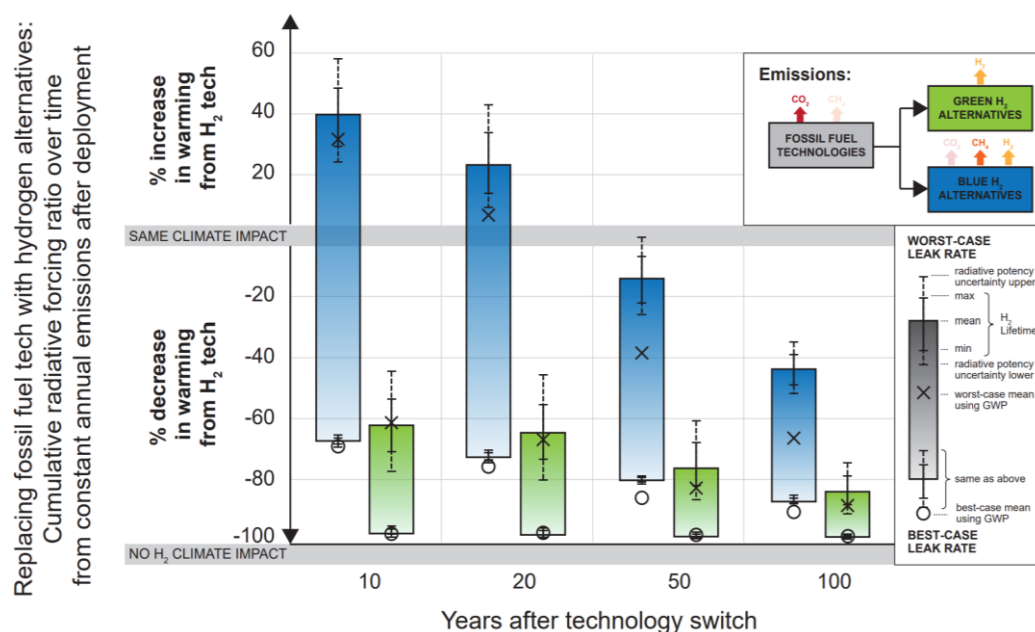 Replacing fossil fuel tech with hydrogen alternatives:
Cumulative radiative forcing ratio over time
from constant annual emissions after deployment
% increase
in warming
from H2 tech
% decrease
in warming
from H2 tech
60
40
20
-20
-40
-60
-80
-100
SAME CLIMATE IMPACT
NO H2 CLIMATE IMPACT
10
20
50
100
Years after technology switch
Emissions:
CO2
CH4
FOSSIL FUEL
TECHNOLOGIES
H2
GREEN H2
ALTERNATIVES
CO2
CH4
H2
BLUE H2
ALTERNATIVES
WORST-CASE
LEAK RATE
radiative potency
uncertainty upper
max
mean
min
H2
Lifetime
radiative potency
uncertainty lower
worst-case mean
using GWP
same as above
best-case mean
using GWP
BEST-CASE
LEAK RATE